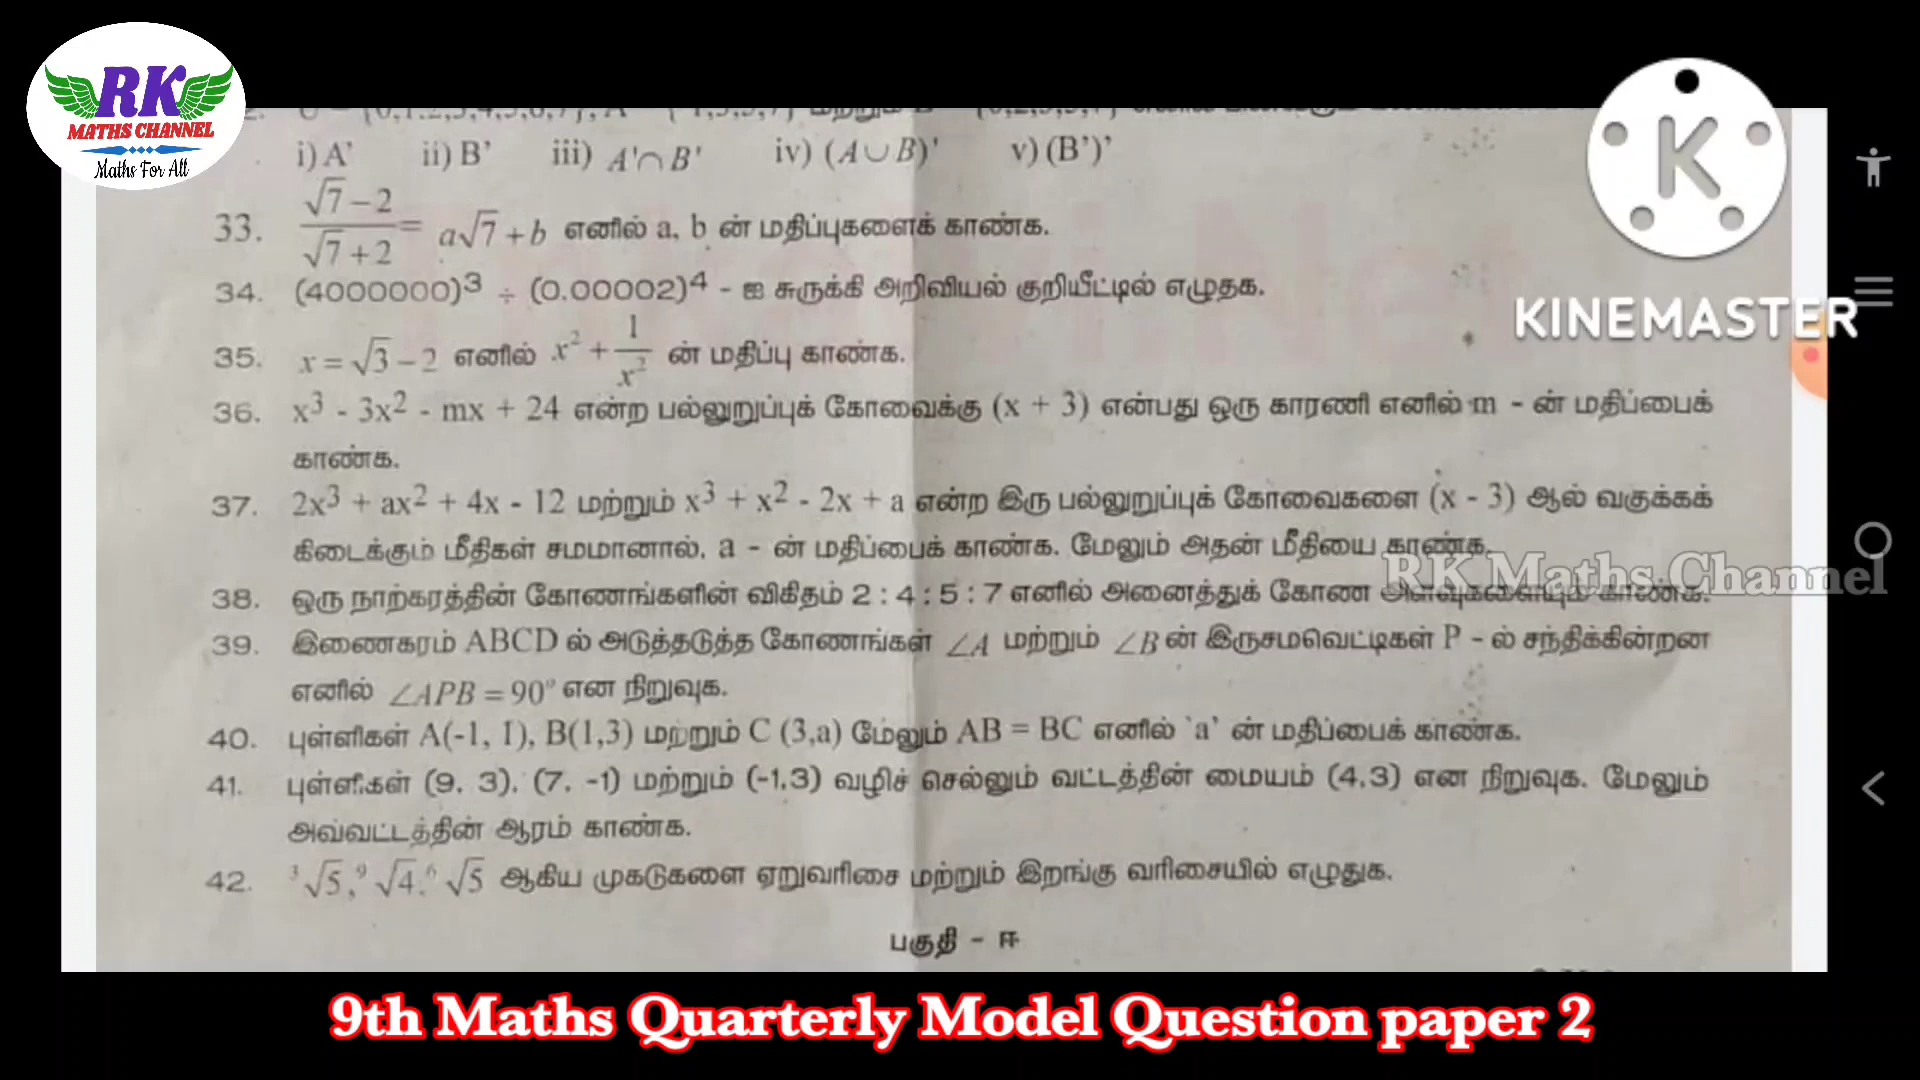 RK
MATHS CHANNEL
Maths For All
K
KINEMASTER
i) A' ii) B' iii) A'∩B' iv) (A∪B)' v) (B')'
33. (√7-2)/(√7+2) = a√7+b எனில் a, b ன் மதிப்புகளைக் காண்க.
34. (4000000)³ ÷ (0.00002)⁴ - ஐ சுருக்கி அறிவியல் குறியீட்டில் எழுதக.
35. x = √3 - 2 எனில் x² + 1/x² ன் மதிப்பு காண்க.
36. x³ - 3x² - mx + 24 என்ற பல்லுறுப்புக் கோவைக்கு (x + 3) என்பது ஒரு காரணி எனில் m - ன் மதிப்பைக்
காண்க.
37. 2x³ + ax² + 4x - 12 மற்றும் x³ + x² - 2x + a என்ற இரு பல்லுறுப்புக் கோவைகளை (x - 3) ஆல் வகுக்கக்
கிடைக்கும் மீதிகள் சமமானால், a - ன் மதிப்பைக் காண்க. மேலும் அதன் மீதியை காண்க.
RK Maths Channel
38. ஒரு நாற்கரத்தின் கோணங்களின் விகிதம் 2 : 4 : 5 : 7 எனில் அனைத்துக் கோண அளவுகளையும் காண்க.
39. இணைகரம் ABCD ல் அடுத்தடுத்த கோணங்கள் ∠A மற்றும் ∠B ன் இருசமவெட்டிகள் P - ல் சந்திக்கின்றன
எனில் ∠APB = 90° என நிறுவுக.
40. புள்ளிகள் A(-1, 1), B(1,3) மற்றும் C (3,a) மேலும் AB = BC எனில் `a' ன் மதிப்பைக் காண்க.
41. புள்ளிகள் (9, 3), (7, -1) மற்றும் (-1,3) வழிச் செல்லும் வட்டத்தின் மையம் (4,3) என நிறுவுக. மேலும்
அவ்வட்டத்தின் ஆரம் காண்க.
42. ³√5, ⁹√4, ⁶√5 ஆகிய முகடுகளை ஏறுவரிசை மற்றும் இறங்கு வரிசையில் எழுதுக.
பகுதி - ஈ
9th Maths Quarterly Model Question paper 2